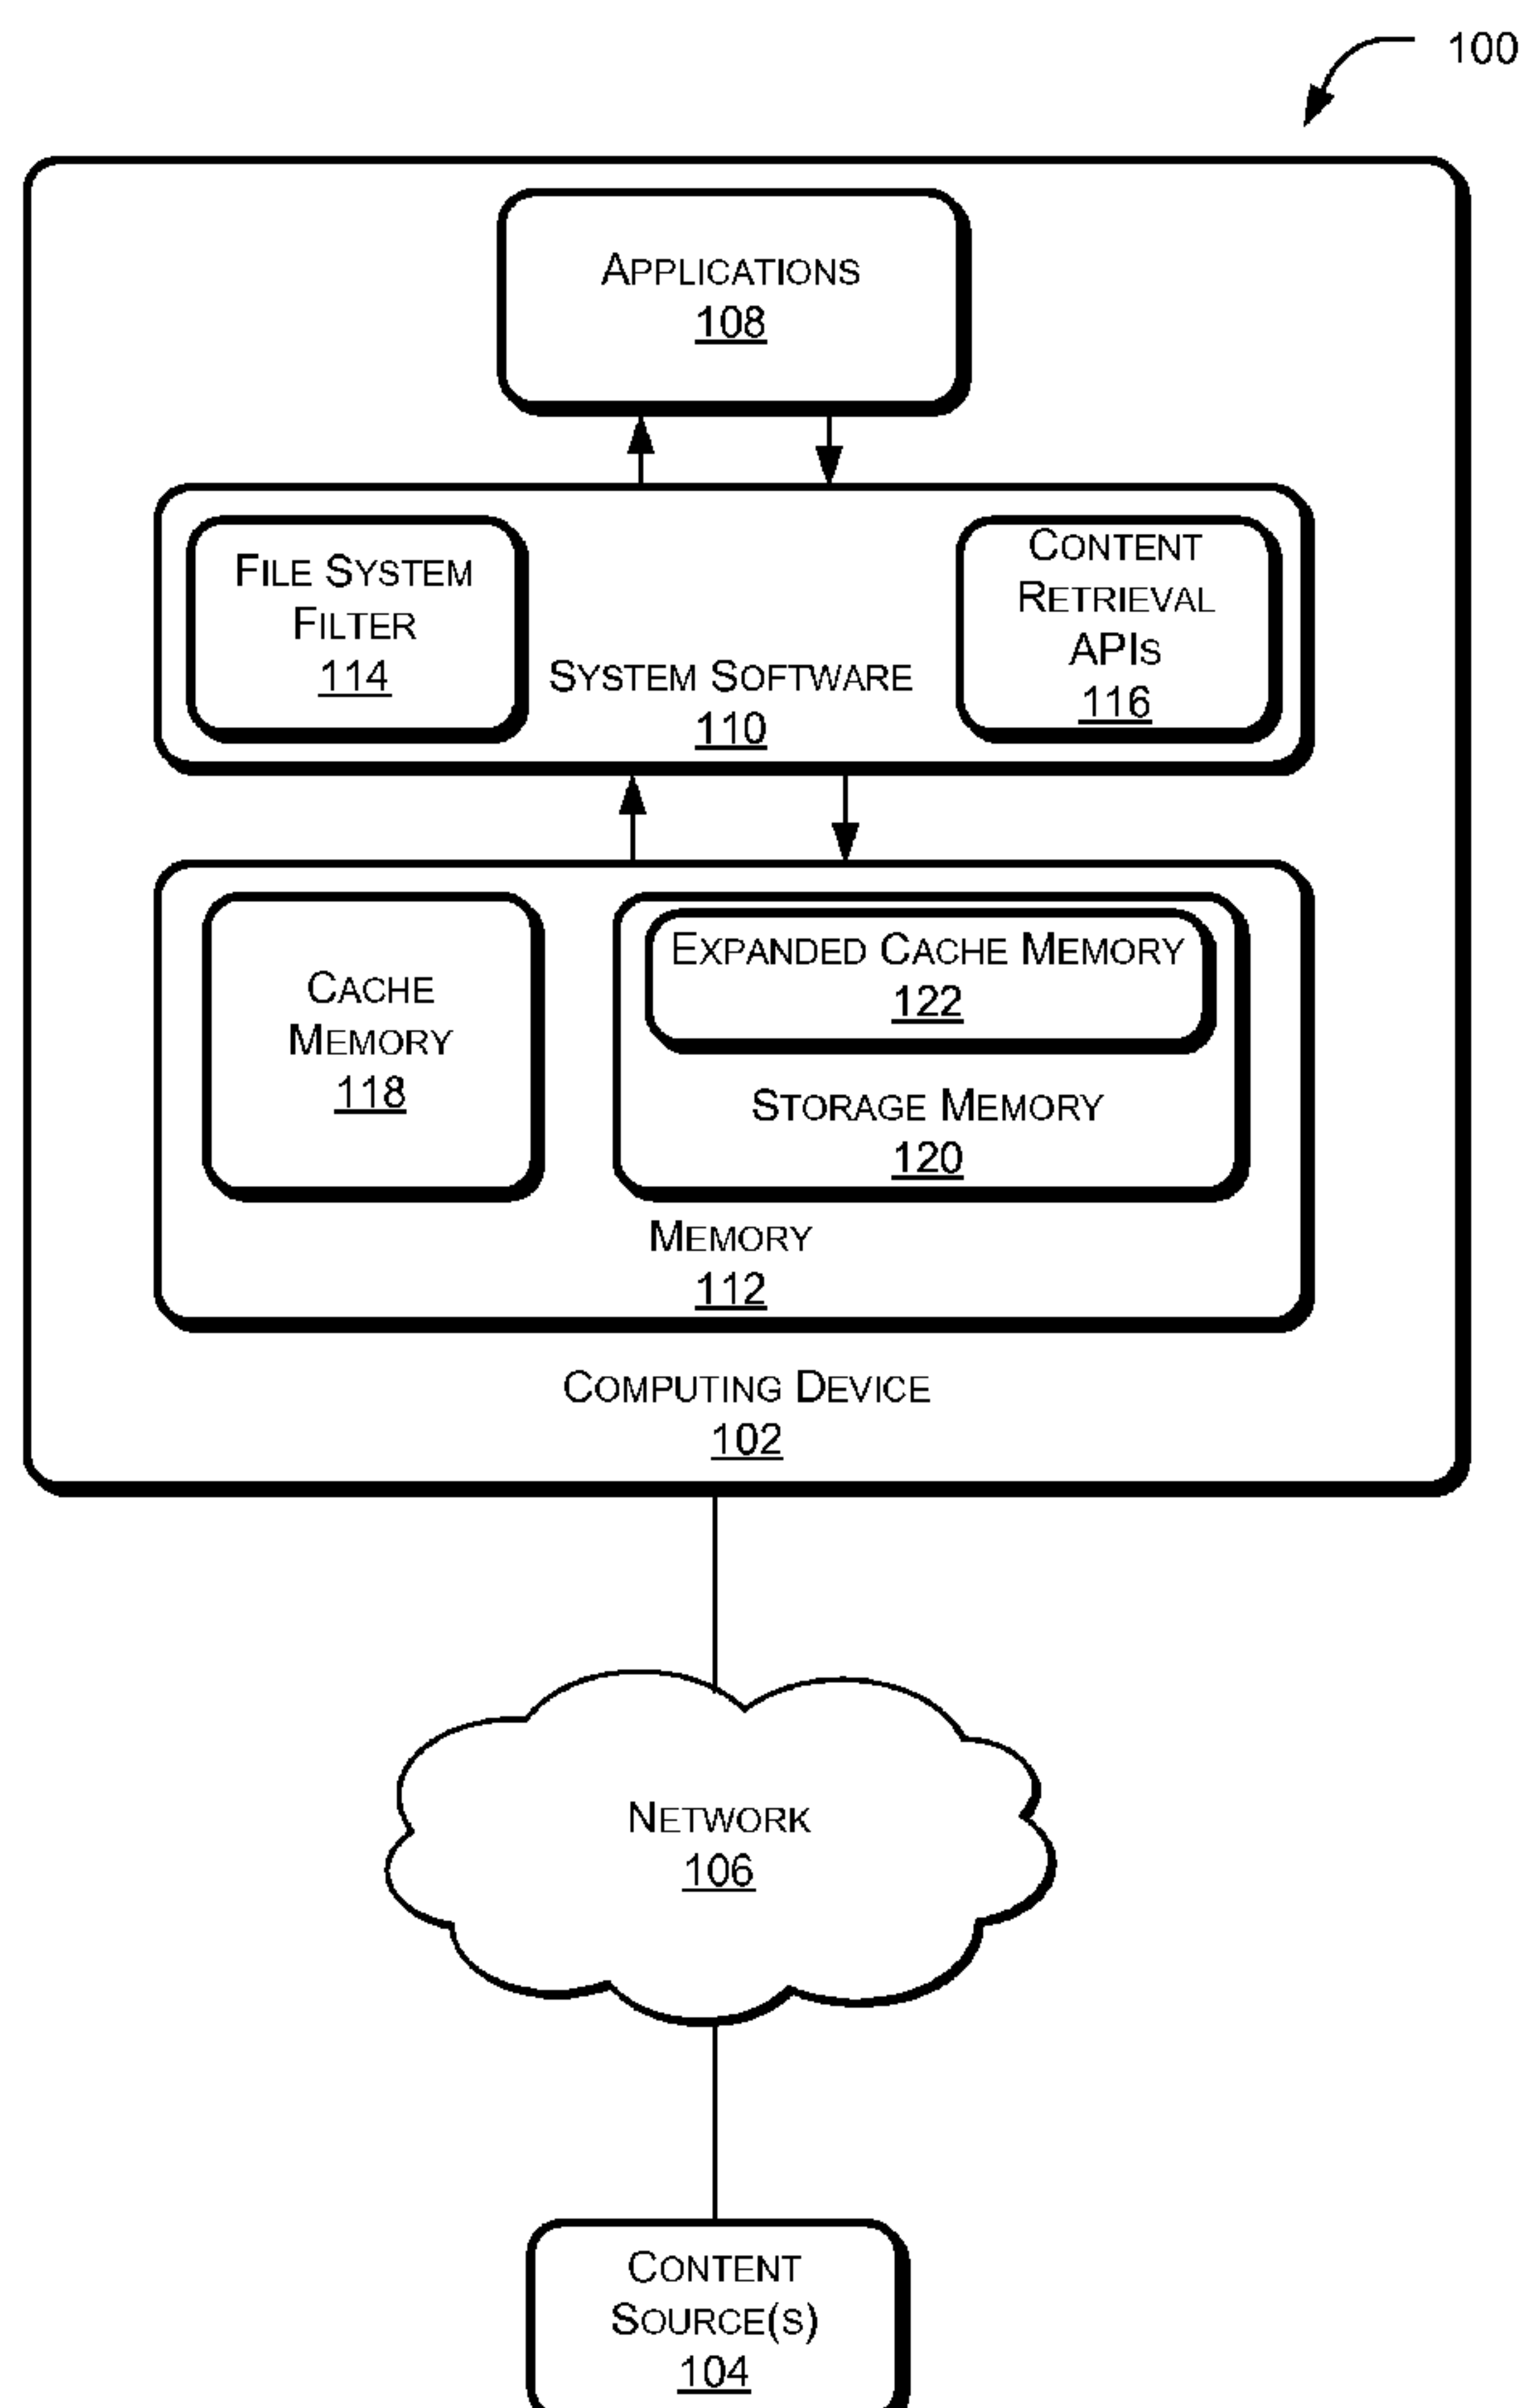 100
APPLICATIONS
108
FILE SYSTEM
FILTER
114
SYSTEM SOFTWARE
110
CONTENT
RETRIEVAL
APIS
116
CACHE
MEMORY
118
EXPANDED CACHE MEMORY
122
STORAGE MEMORY
120
MEMORY
112
COMPUTING DEVICE
102
NETWORK
106
CONTENT
SOURCE(S)
104